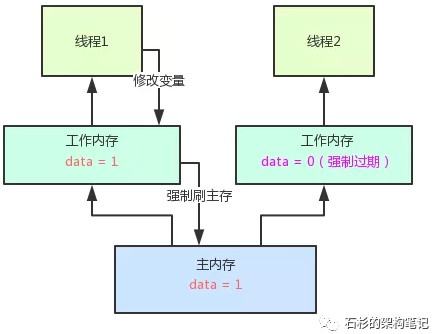 线程1
线程2
修改变量
工作内存
data = 1
工作内存
data = 0（强制过期）
强制刷主存
主内存
data = 1
石杉的架构笔记